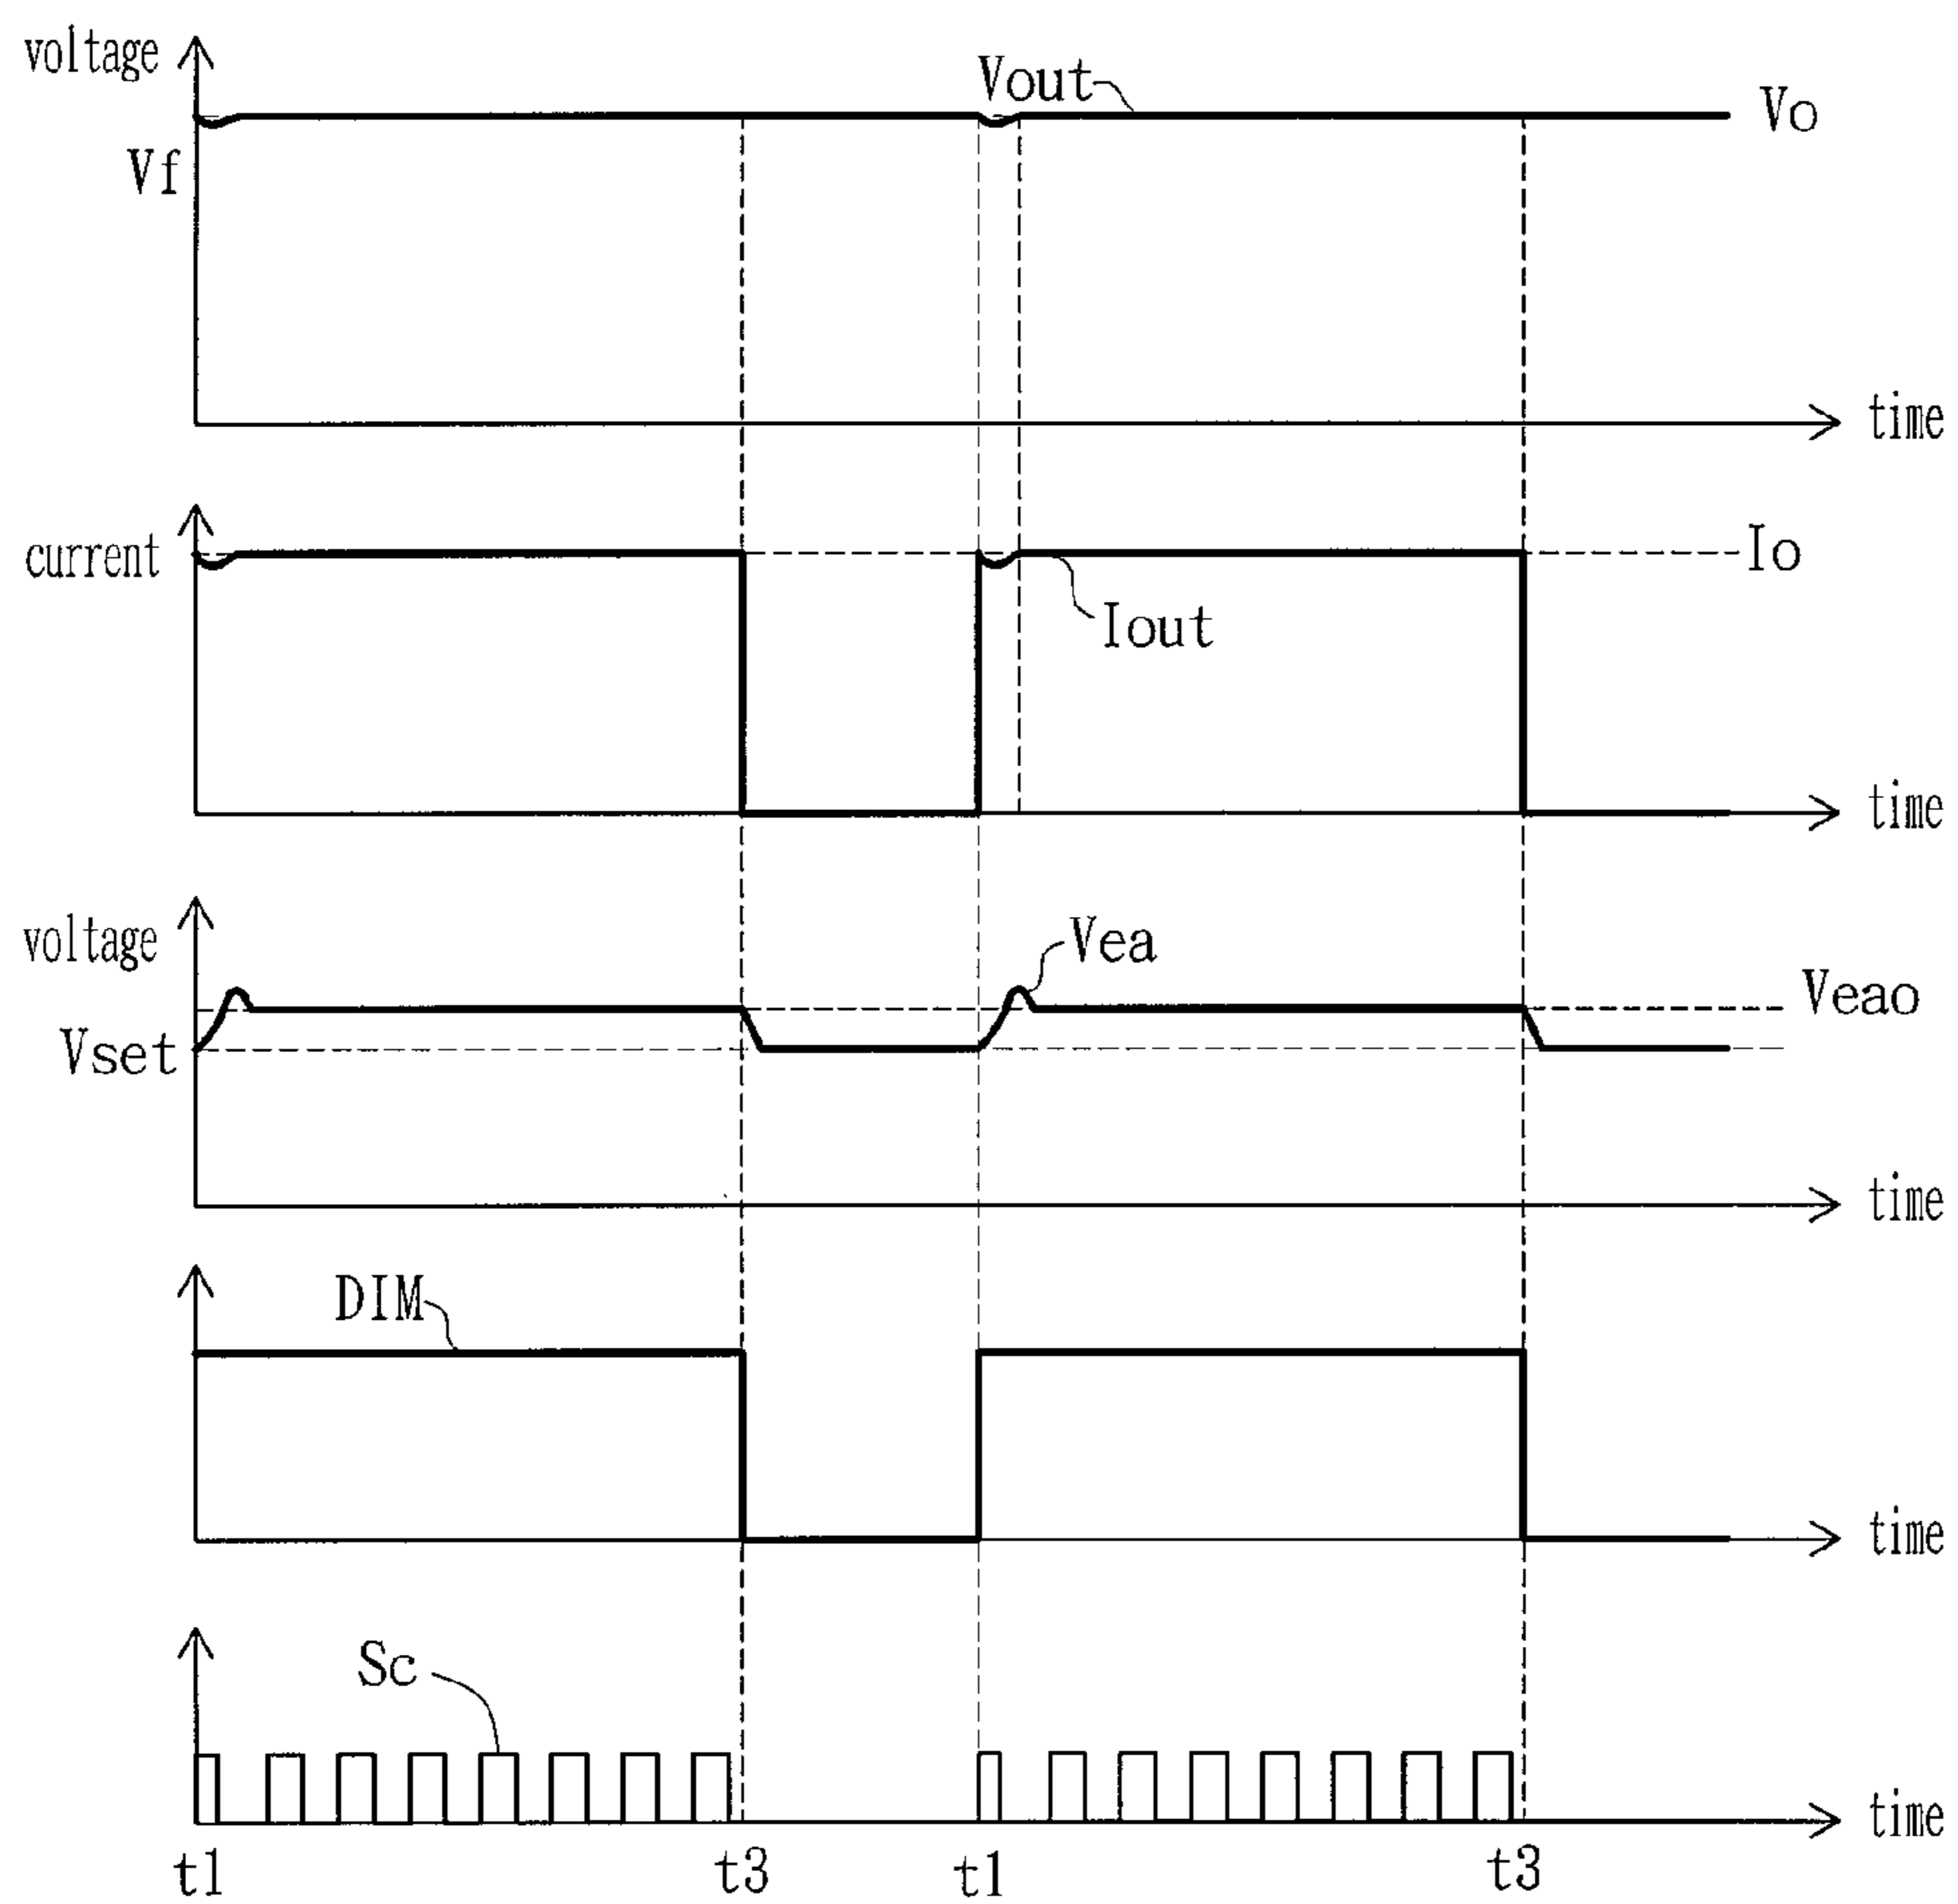 voltage
Vout
Vo
Vf
time
current
Io
Iout
time
voltage
Vea
Veao
Vset
time
DIM
time
Sc
time
t1 t3 t1 t3